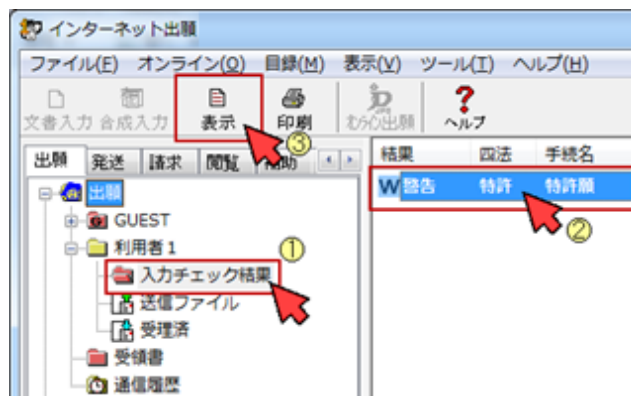 インターネット出願
ファイル(F) オンライン(O) 目録(M) 表示(V) ツール(T) ヘルプ(H)
文書入力 合成入力 表示 印刷 ヘルプ
③
出願 発送 請求 閲覧 補助
結果 四法 手続名
W警告 特許 特許願
②
出願
GUEST
利用者1
①
入力チェック結果
送信ファイル
受理済
受領書
通信履歴